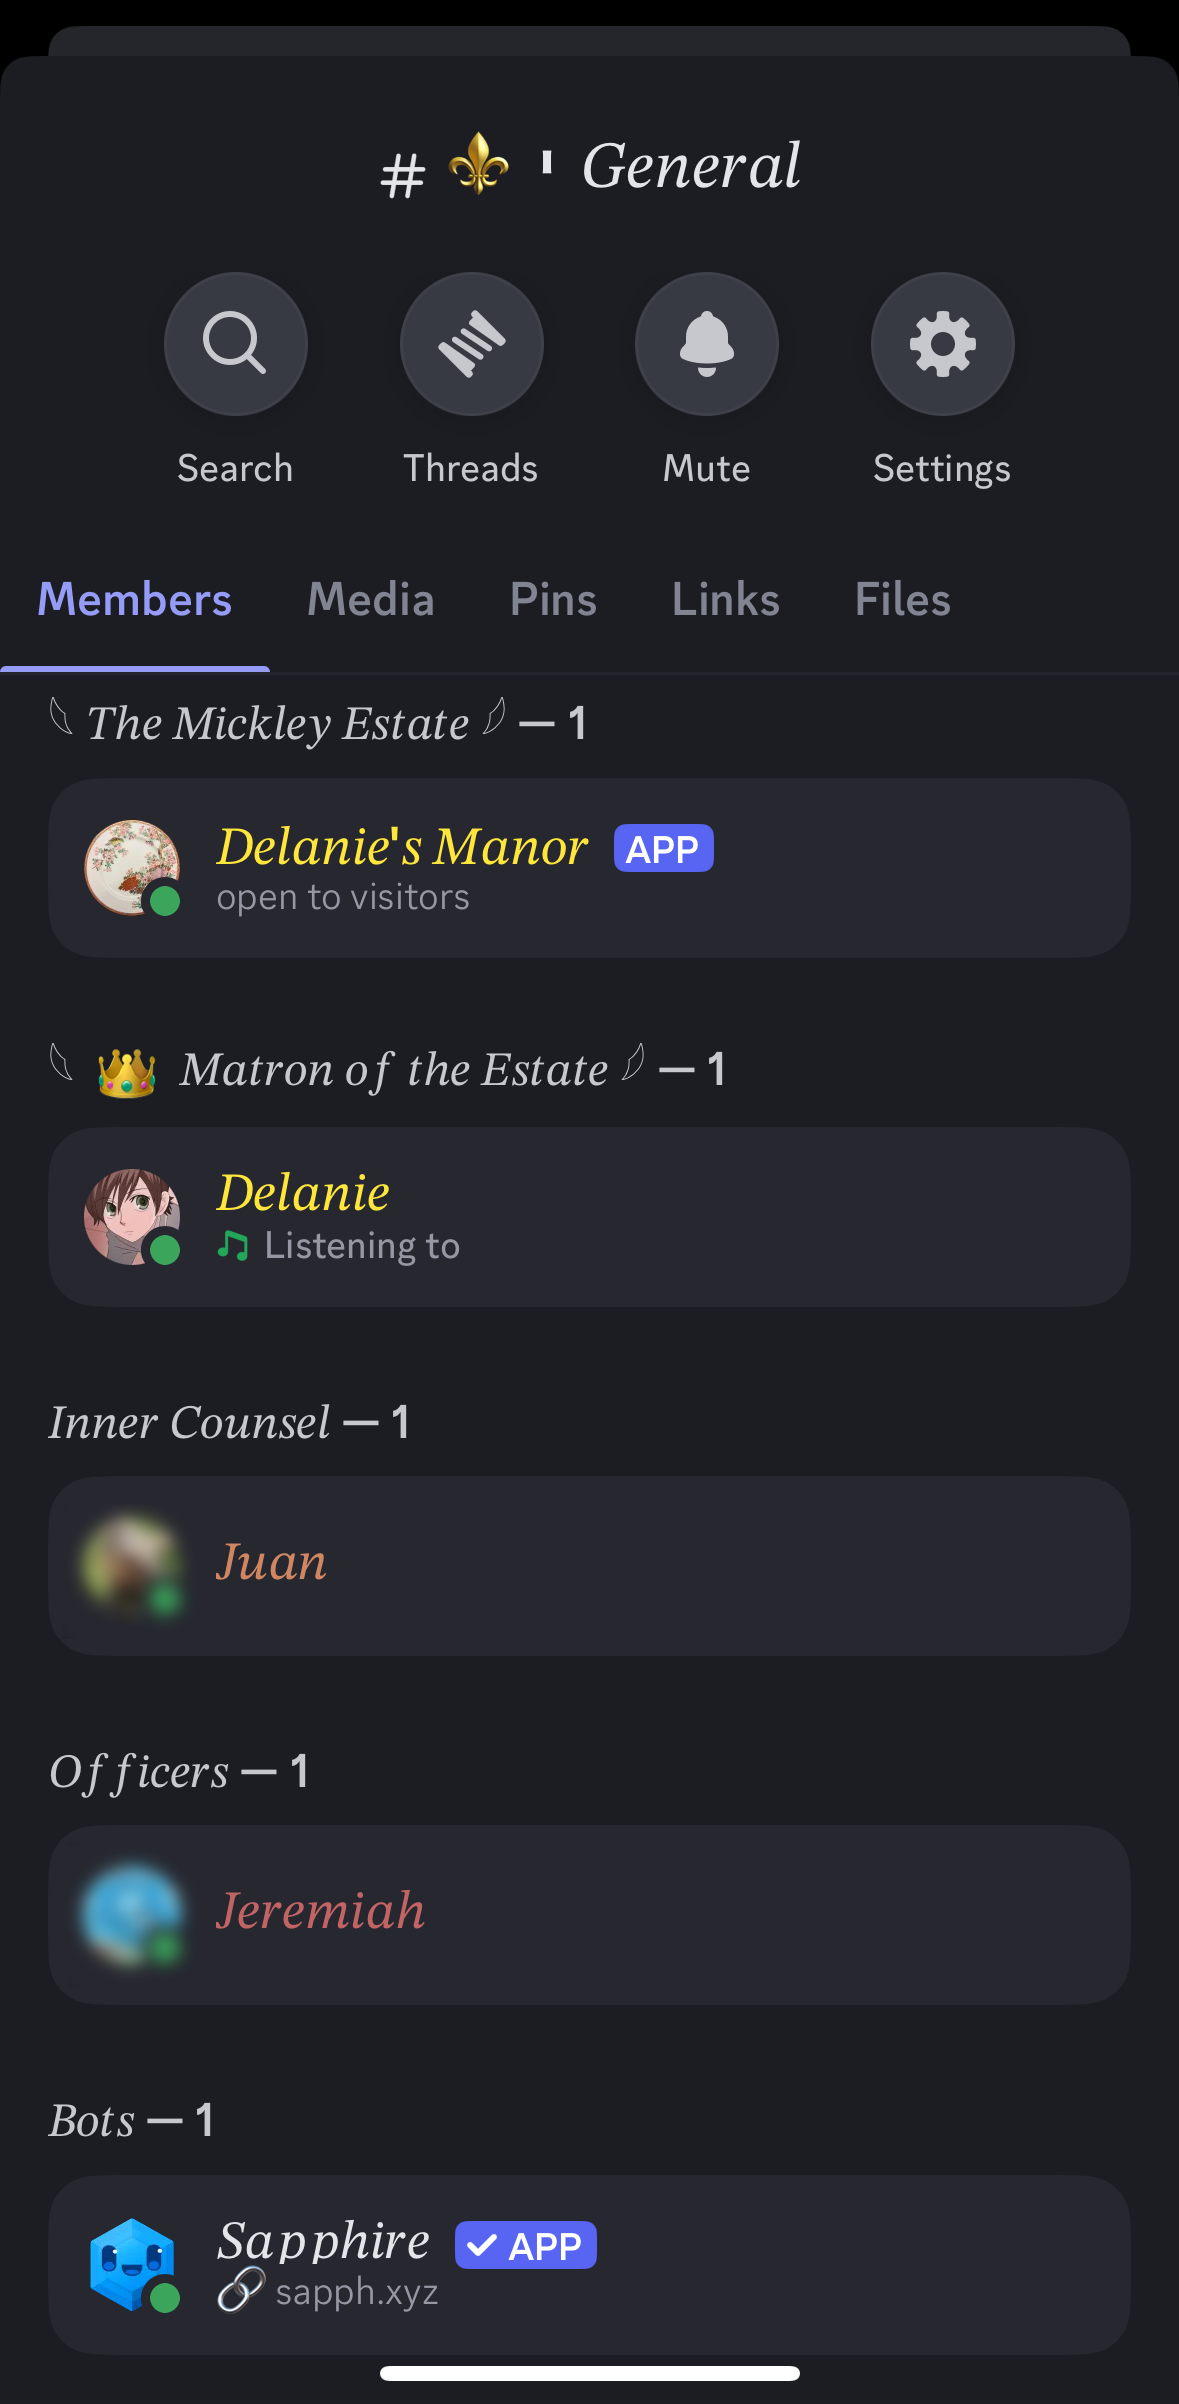 # ⚜️ ╹ 𝐺𝑒𝑛𝑒𝑟𝑎𝑙
Search
Threads
Mute
Settings
Members
Media
Pins
Links
Files
𝑇ℎ𝑒 𝑀𝑖𝑐𝑘𝑙𝑒𝑦 𝐸𝑠𝑡𝑎𝑡𝑒 — 1
𝐷𝑒𝑙𝑎𝑛𝑖𝑒'𝑠 𝑀𝑎𝑛𝑜𝑟 APP
open to visitors
👑 𝑀𝑎𝑡𝑟𝑜𝑛 𝑜𝑓 𝑡ℎ𝑒 𝐸𝑠𝑡𝑎𝑡𝑒 — 1
𝐷𝑒𝑙𝑎𝑛𝑖𝑒
Listening to
𝐼𝑛𝑛𝑒𝑟 𝐶𝑜𝑢𝑛𝑠𝑒𝑙 — 1
𝐽𝑢𝑎𝑛
𝑂𝑓𝑓𝑖𝑐𝑒𝑟𝑠 — 1
𝐽𝑒𝑟𝑒𝑚𝑖𝑎ℎ
𝐵𝑜𝑡𝑠 — 1
𝑆𝑎𝑝𝑝ℎ𝑖𝑟𝑒 ✓ APP
🔗 sapph.xyz